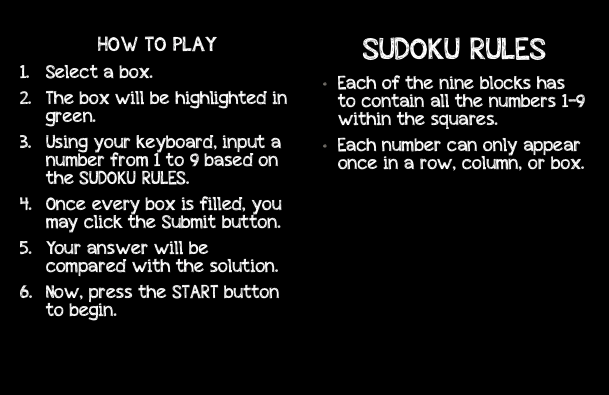 HOW TO PLAY
1. Select a box.
2. The box will be highlighted in
green.
3. Using your keyboard, input a
number from 1 to 9 based on
the SUDOKU RULES.
4. Once every box is filled, you
may click the Submit button.
5. Your answer will be
compared with the solution.
6. Now, press the START button
to begin.
SUDOKU RULES
• Each of the nine blocks has
to contain all the numbers 1-9
within the squares.
• Each number can only appear
once in a row, column, or box.